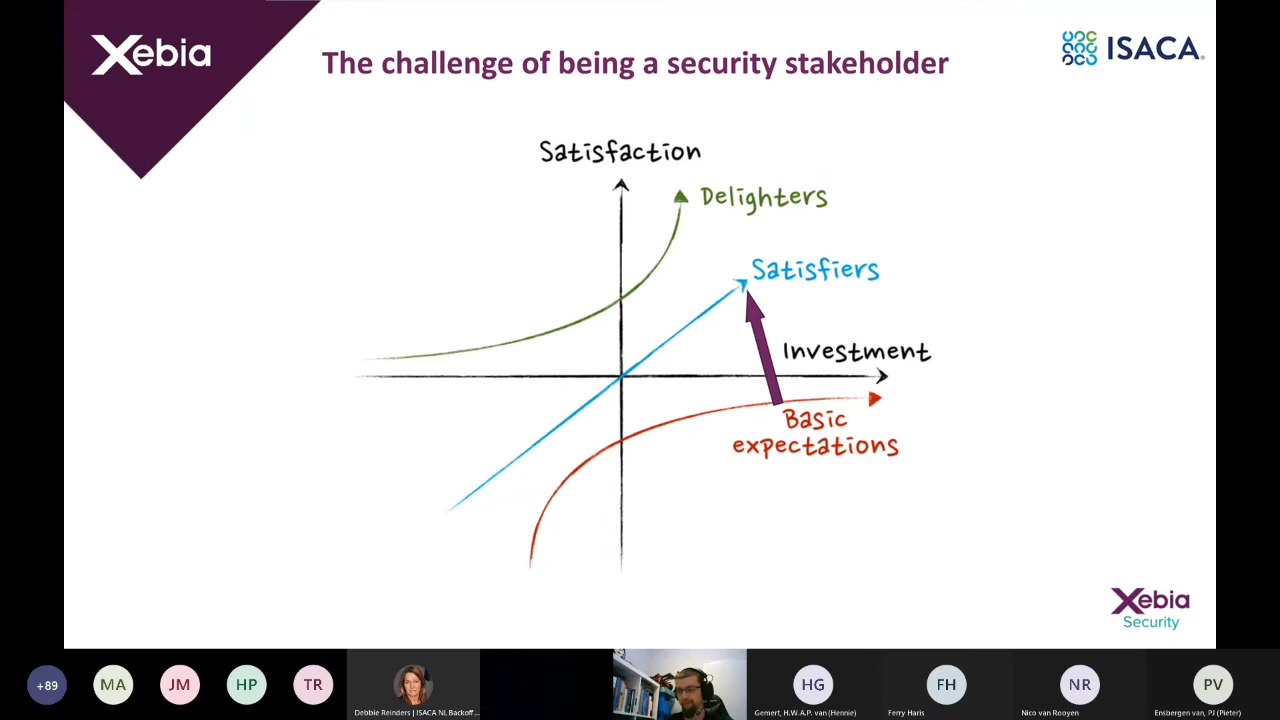 Xebia
The challenge of being a security stakeholder
ISACA.
Satisfaction
Delighters
Satisfiers
Investment
Basic
expectations
Xebia
Security
+89
MA
JM
HP
TR
Debbie Reinders | ISACA NL Backoff...
HG
Gemert, H.W.A.P. van (Hennie)
FH
Ferry Haris
NR
Nico van Rooyen
PV
Ensbergen van, PJ (Pieter)